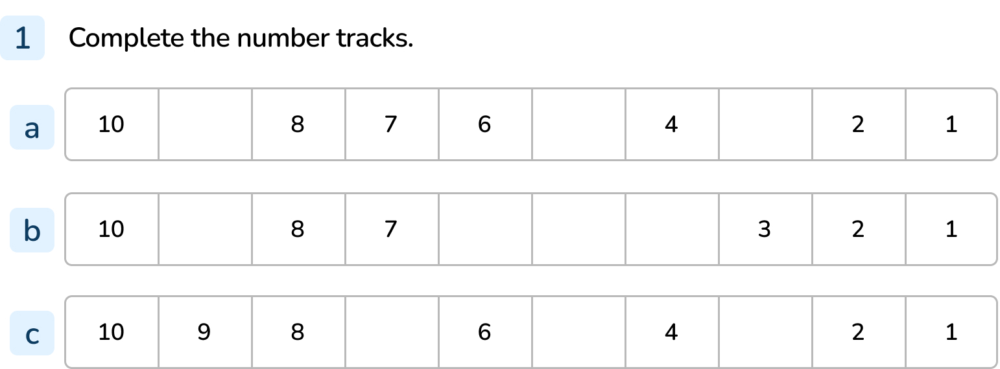 1 Complete the number tracks.
a 10 8 7 6 4 2 1
b 10 8 7 3 2 1
c 10 9 8 6 4 2 1